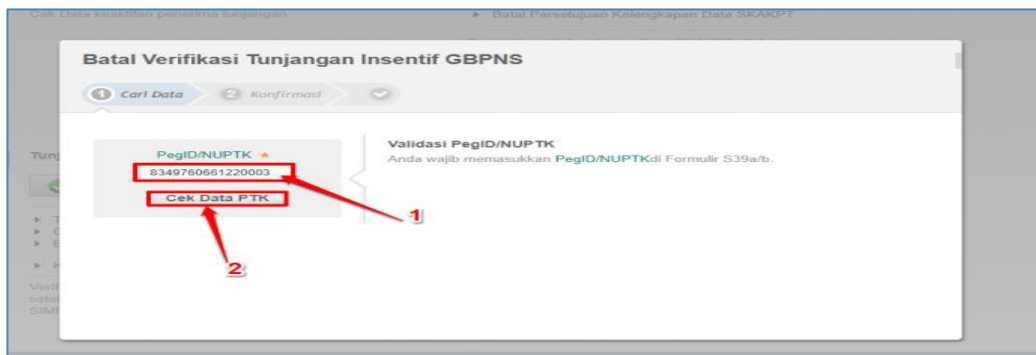 Cek Data keaktifan penerima tunjangan.
Batal Persetujuan Kelengkapan Data SKAKPT
Batal Verifikasi Tunjangan Insentif GBPNS
1 Cari Data
2 Konfirmasi
PegID/NUPTK *
8349760661220003
Cek Data PTK
Validasi PegID/NUPTK
Anda wajib memasukkan PegID/NUPTKdi Formulir S39a/b.
1
2
Tunj